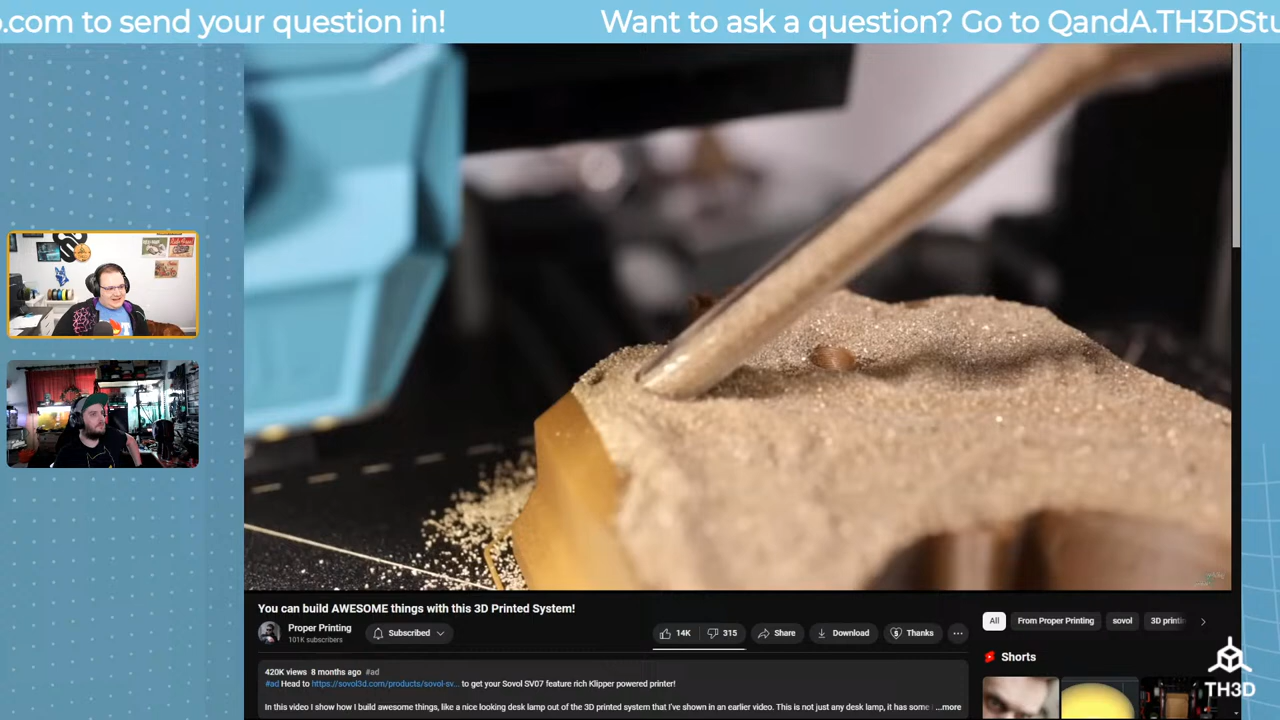 o.com to send your question in! Want to ask a question? Go to QandA.TH3DStu
You can build AWESOME things with this 3D Printed System!
Proper Printing
101K subscribers
Subscribed
14K 315 Share Download Thanks ...
420K views 8 months ago #ad
#ad Head to https://sovol3d.com/products/sovol-sv... to get your Sovol SV07 feature rich Klipper powered printer!
In this video I show how I build awesome things, like a nice looking desk lamp out of the 3D printed system that I've shown in an earlier video. This is not just any desk lamp, it has some ...more
All From Proper Printing sovol 3D printi
Shorts
TH3D